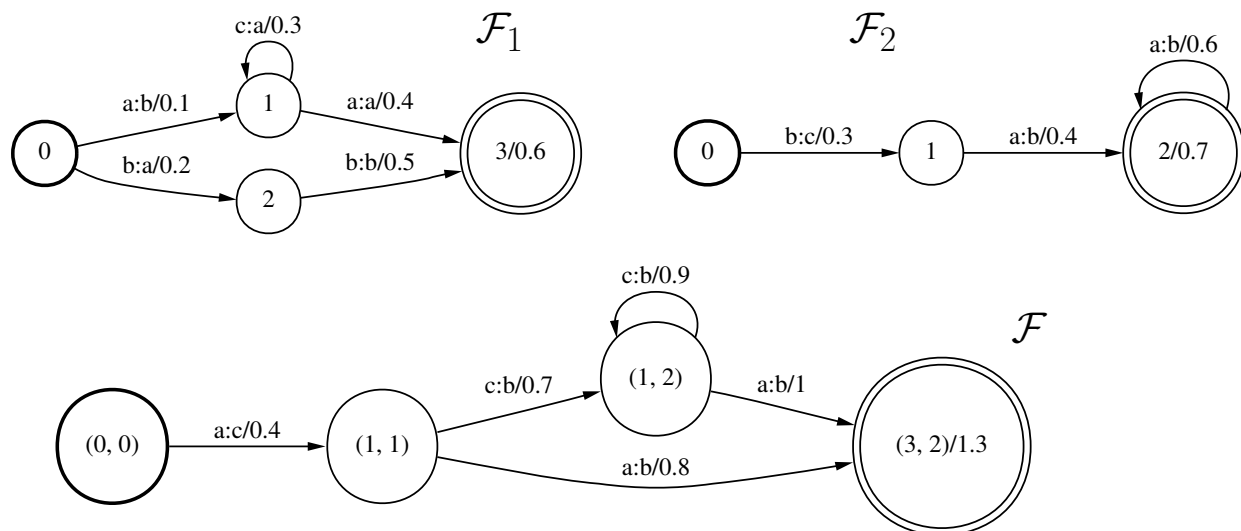 c:a/0.3
F1
F2
a:b/0.6
a:b/0.1
a:a/0.4
0
1
3/0.6
0
b:c/0.3
1
a:b/0.4
2/0.7
b:a/0.2
2
b:b/0.5
c:b/0.9
F
(0, 0)
a:c/0.4
(1, 1)
c:b/0.7
(1, 2)
a:b/1
(3, 2)/1.3
a:b/0.8